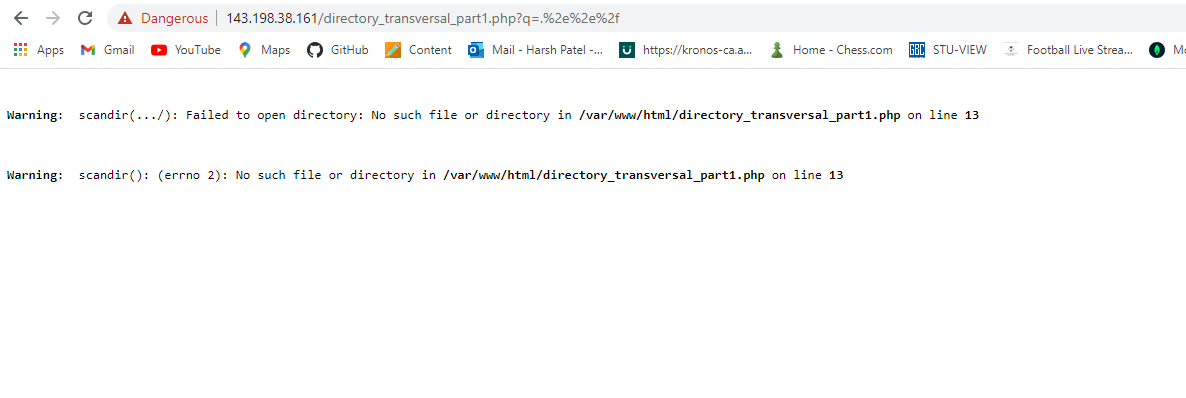 Dangerous 143.198.38.161/directory_transversal_part1.php?q=.%2e%2e%2f
Apps Gmail YouTube Maps GitHub Content Mail - Harsh Patel -... https://kronos-ca.a... Home - Chess.com GBC STU-VIEW Football Live Strea... Mo
Warning: scandir(.../): Failed to open directory: No such file or directory in /var/www/html/directory_transversal_part1.php on line 13
Warning: scandir(): (errno 2): No such file or directory in /var/www/html/directory_transversal_part1.php on line 13